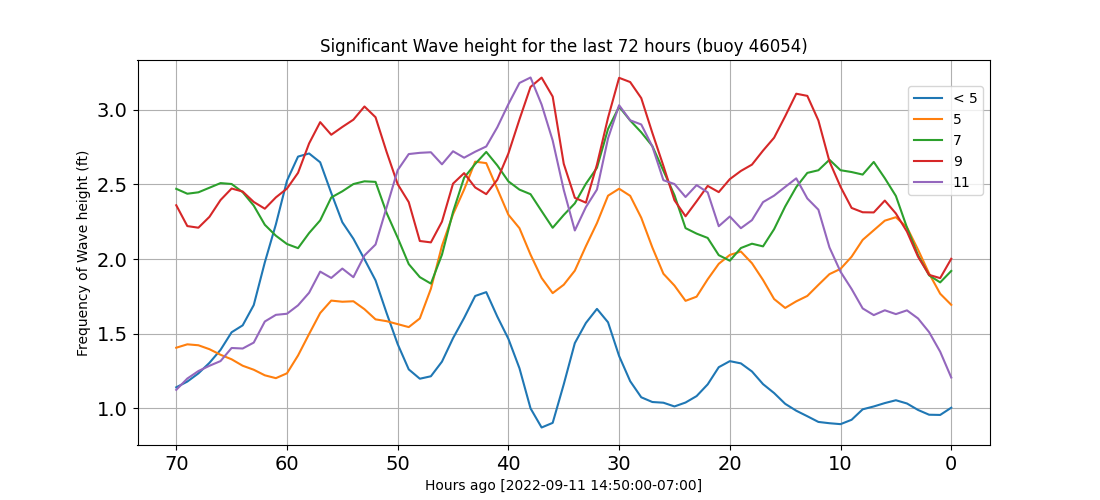 Significant Wave height for the last 72 hours (buoy 46054)
Frequency of Wave height (ft)
3.0
2.5
2.0
1.5
1.0
< 5
5
7
9
11
70 60 50 40 30 20 10 0
Hours ago [2022-09-11 14:50:00-07:00]